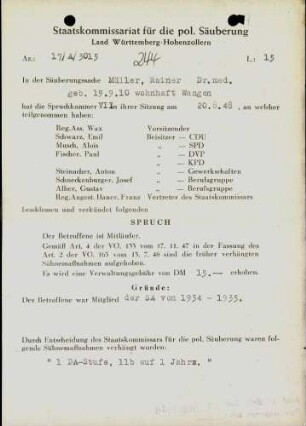 Staatskommissariat für die pol. Säuberung
Land Württemberg-Hohenzollern
Az.: 17/A/3015 244 L.: 15
In der Säuberungssache Müller, Rainer Dr.med.
geb. 19.9.10 wohnhaft Wangen
hat die Spruchkammer VII in ihrer Sitzung am 20.8.48, an welcher
teilgenommen haben:
Reg.Ass. Wax Vorsitzender
Schwarz, Emil Beisitzer — CDU
Musch, Alois „ — SPD
Fischer, Paul „ — DVP
„ — KPD
Steinacher, Anton „ — Gewerkschaften
Schneckenburger, Josef „ — Berufsgruppe
Alber, Gustav „ — Berufsgruppe
Reg.Angest. Hauer, Franz Vertreter des Staatskommissars
beschlossen und verkündet folgenden
SPRUCH
Der Betroffene ist Mitläufer.
Gemäß Art. 4 der VO. 133 vom 17. 11. 47 in der Fassung des
Art. 2 der VO. 165 vom 13. 7. 48 sind die früher verhängten
Sühnemaßnahmen aufgehoben.
Es wird eine Verwaltungsgebühr von DM 15.— erhoben.
Gründe:
Der Betroffene war Mitglied der SA von 1934 - 1935.
Durch Entscheidung des Staatskommissars für die pol. Säuberung waren fol-
gende Sühnemaßnahmen verhängt worden:
" 1 DA-Stufe, 11b auf 1 Jahr. "